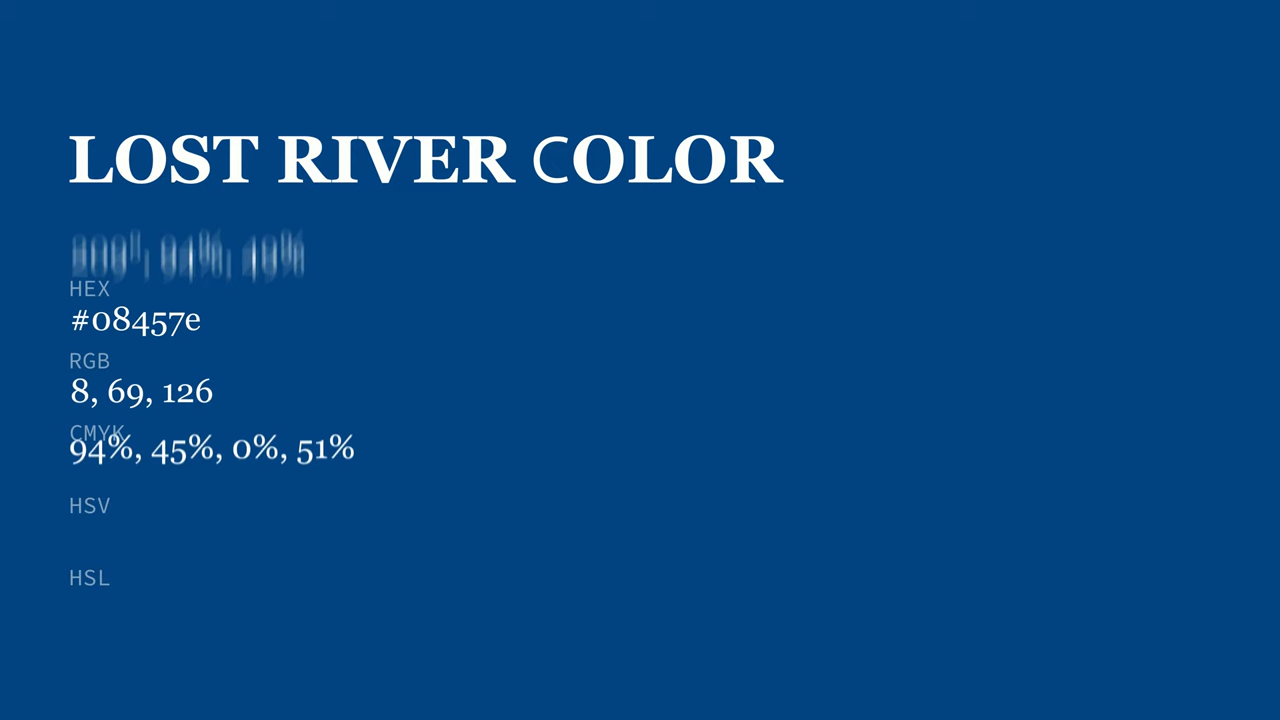 LOST RIVER COLOR
HEX
#08457e
RGB
8, 69, 126
CMYK
94%, 45%, 0%, 51%
HSV
HSL